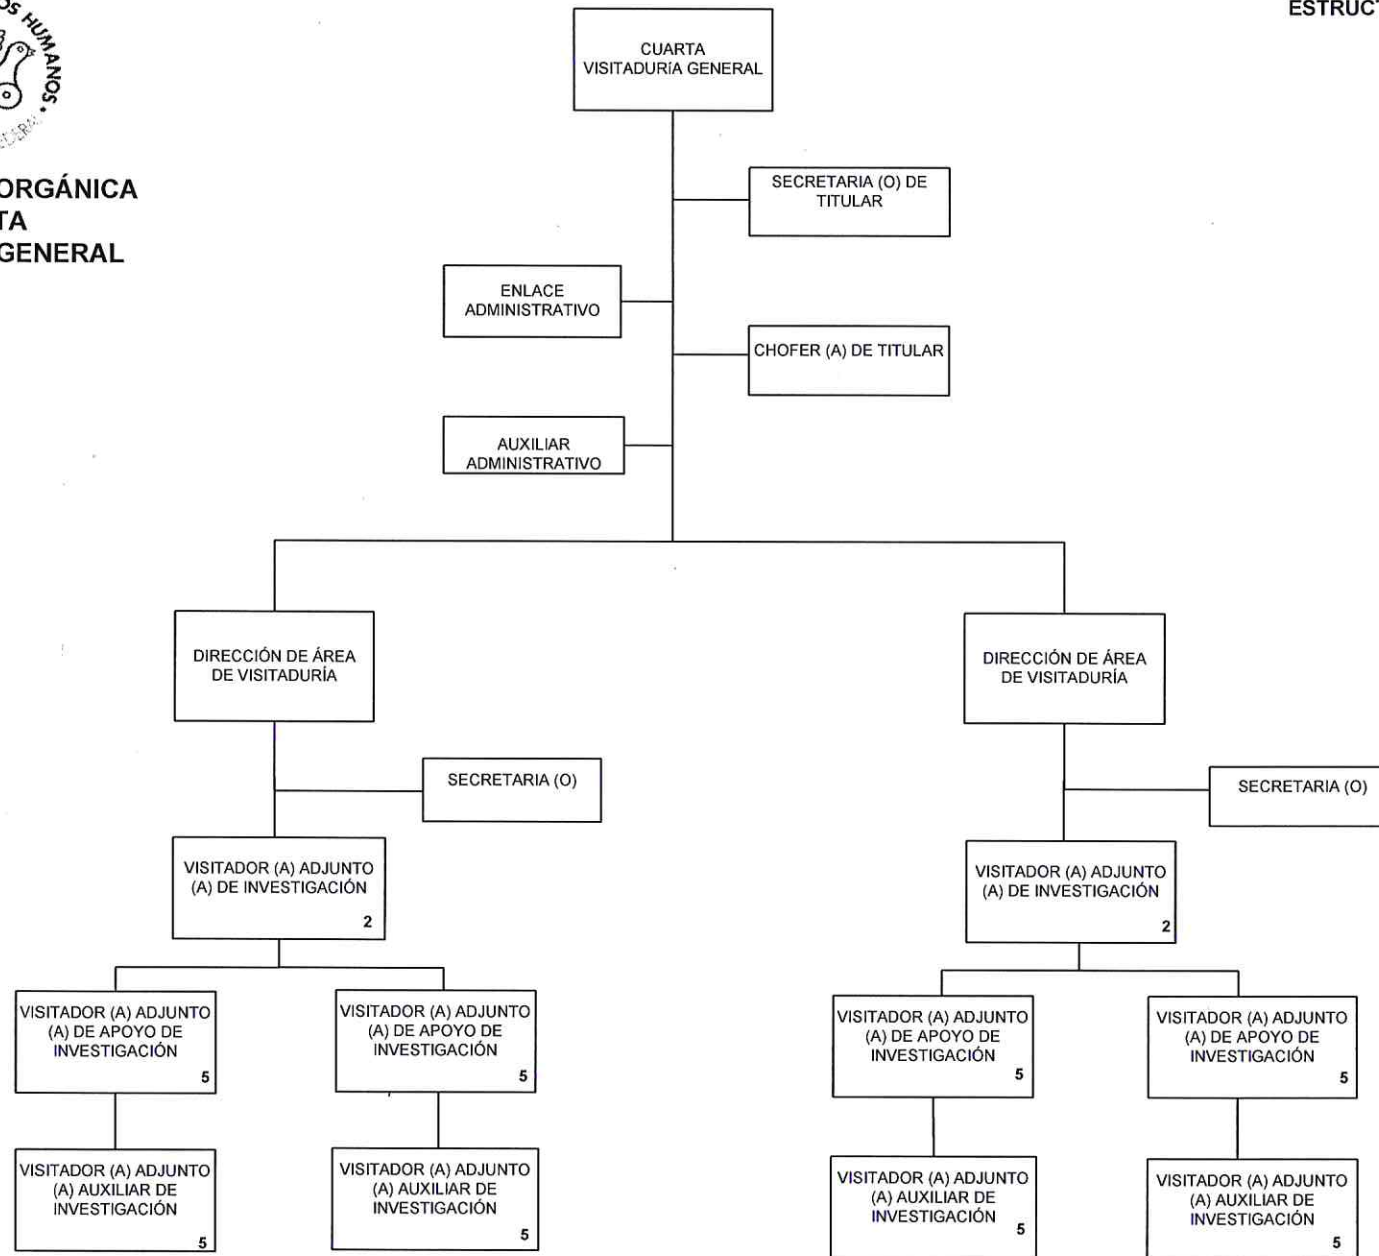 ESTRUCT
OS HUMANOS.
ORGÁNICA
TA
GENERAL
CUARTA
VISITADURÍA GENERAL
SECRETARIA (O) DE
TITULAR
ENLACE
ADMINISTRATIVO
CHOFER (A) DE TITULAR
AUXILIAR
ADMINISTRATIVO
DIRECCIÓN DE ÁREA
DE VISITADURÍA
DIRECCIÓN DE ÁREA
DE VISITADURÍA
SECRETARIA (O)
SECRETARIA (O)
VISITADOR (A) ADJUNTO
(A) DE INVESTIGACIÓN
2
VISITADOR (A) ADJUNTO
(A) DE INVESTIGACIÓN
2
VISITADOR (A) ADJUNTO
(A) DE APOYO DE
INVESTIGACIÓN
5
VISITADOR (A) ADJUNTO
(A) DE APOYO DE
INVESTIGACIÓN
5
VISITADOR (A) ADJUNTO
(A) DE APOYO DE
INVESTIGACIÓN
5
VISITADOR (A) ADJUNTO
(A) DE APOYO DE
INVESTIGACIÓN
5
VISITADOR (A) ADJUNTO
(A) AUXILIAR DE
INVESTIGACIÓN
5
VISITADOR (A) ADJUNTO
(A) AUXILIAR DE
INVESTIGACIÓN
5
VISITADOR (A) ADJUNTO
(A) AUXILIAR DE
INVESTIGACIÓN
5
VISITADOR (A) ADJUNTO
(A) AUXILIAR DE
INVESTIGACIÓN
5